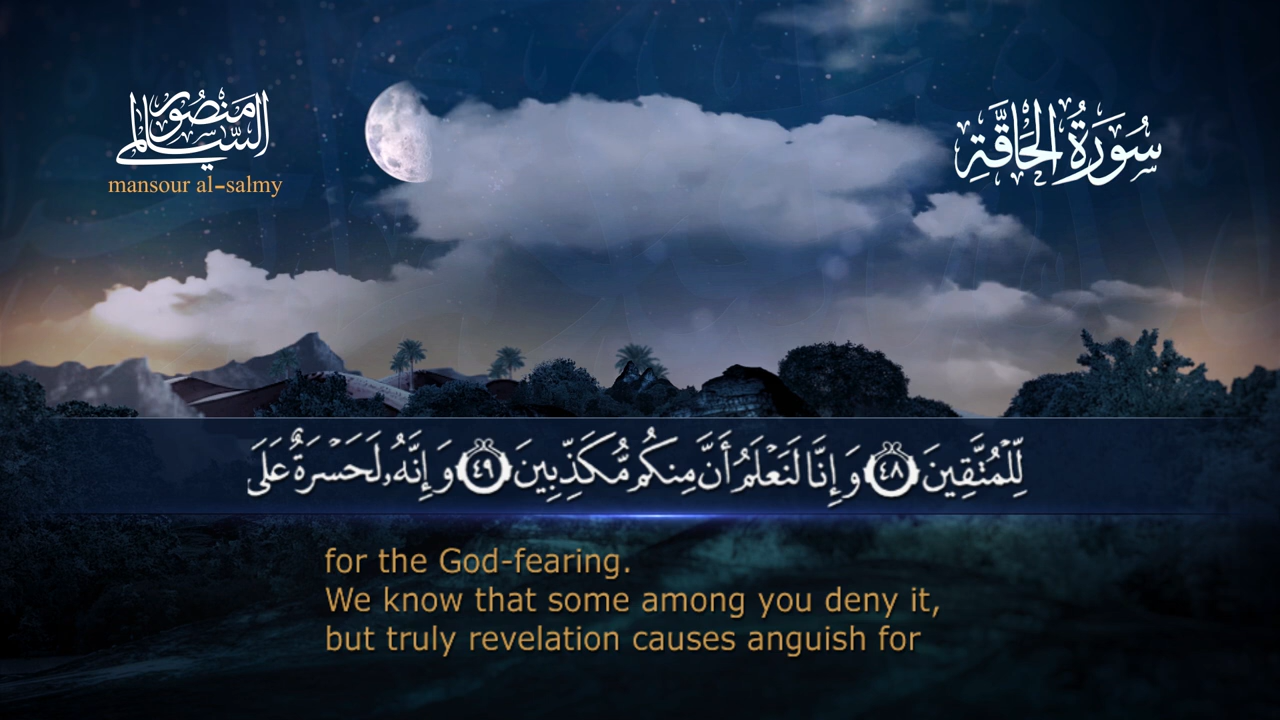 منصور السالمي
mansour al-salmy
سُورَةُ الحَاقَّةِ
لِّلْمُتَّقِينَ ٤٨ وَإِنَّا لَنَعْلَمُ أَنَّ مِنكُم مُّكَذِّبِينَ ٤٩ وَإِنَّهُۥ لَحَسْرَةٌ عَلَى
for the God-fearing.
We know that some among you deny it,
but truly revelation causes anguish for